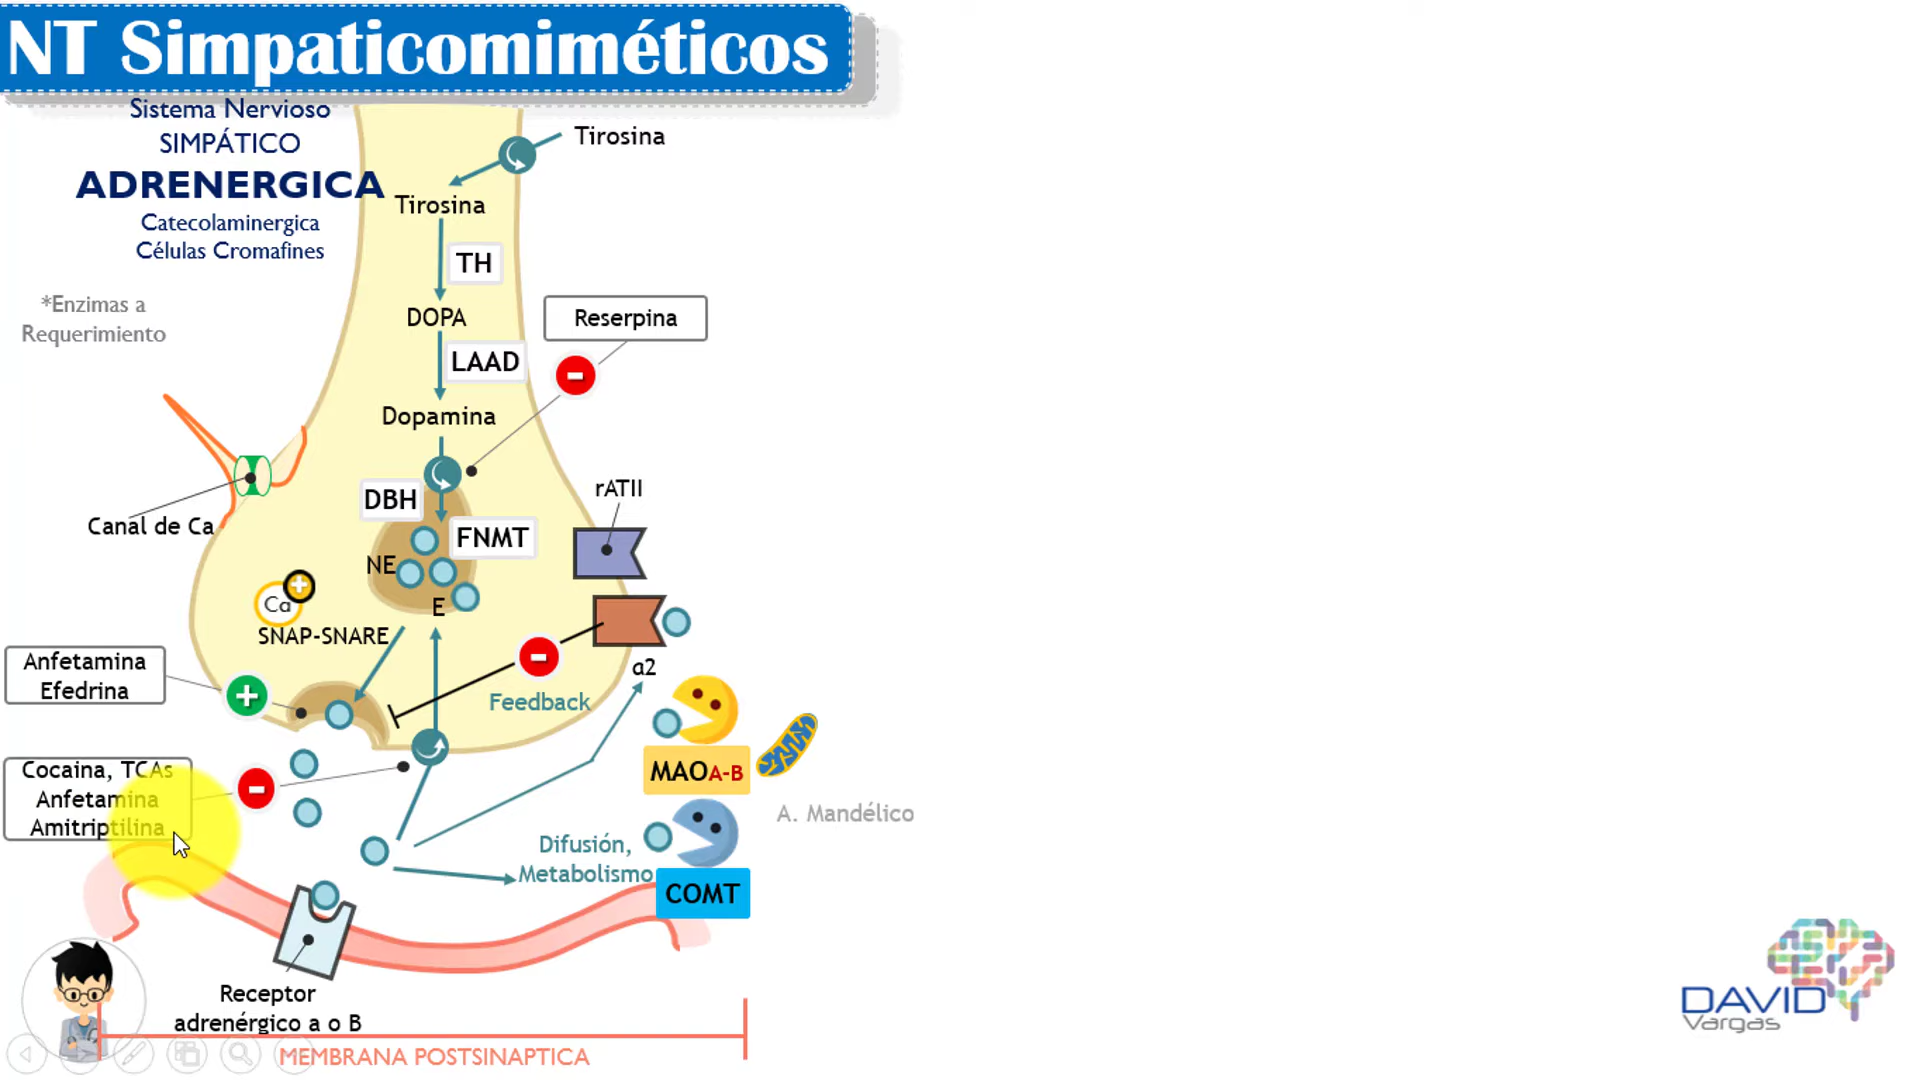 NT Simpaticomiméticos
Sistema Nervioso
SIMPÁTICO
ADRENERGICA
Catecolaminergica
Células Cromafines
*Enzimas a
Requerimiento
Tirosina
Tirosina
TH
DOPA
LAAD
Reserpina
Dopamina
DBH
FNMT
NE
E
rATII
Canal de Ca
Ca
SNAP-SNARE
α2
Feedback
Anfetamina
Efedrina
Cocaina, TCAs
Anfetamina
Amitriptilina
MAOA-B
A. Mandélico
Difusión,
Metabolismo
COMT
Receptor
adrenérgico a o B
MEMBRANA POSTSINAPTICA
DAVID
Vargas